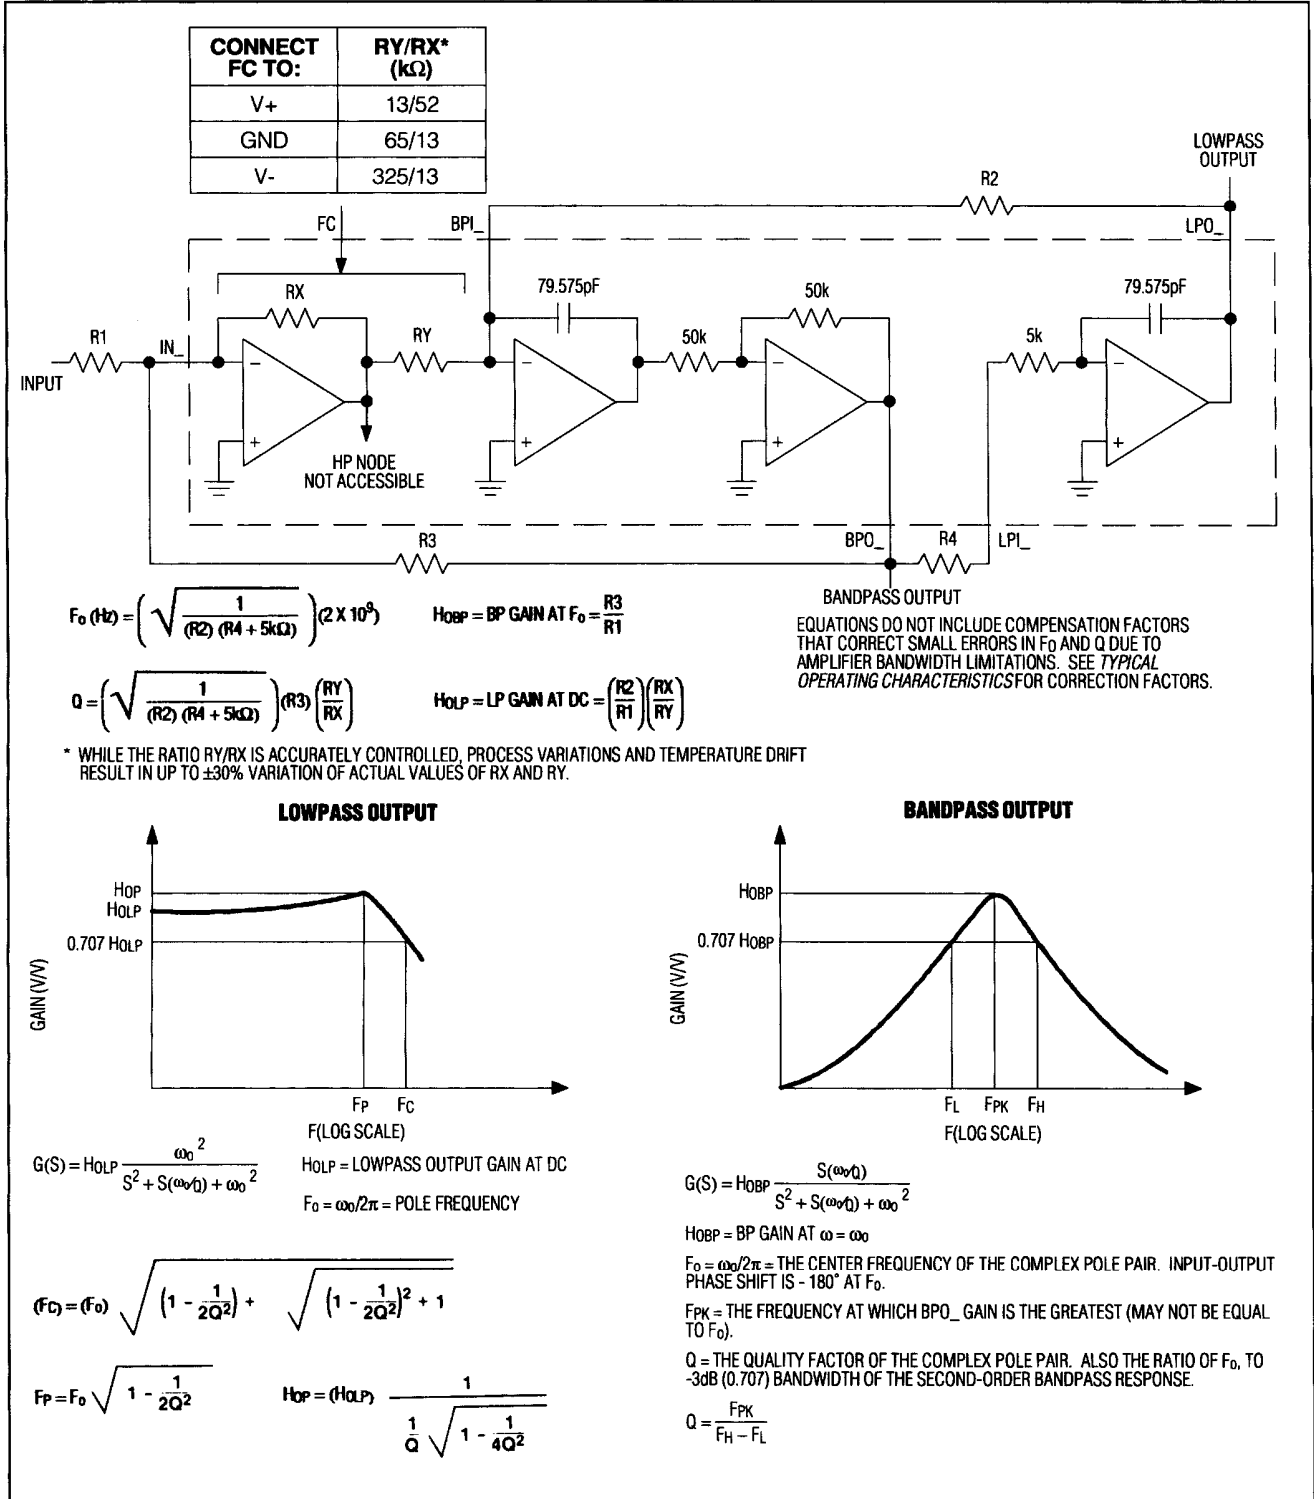 CONNECT FC TO: RY/RX* (kΩ)
V+ 13/52
GND 65/13
V- 325/13
LOWPASS
OUTPUT
R2
FC
BPI_
LPO_
RX
79.575pF
50k
79.575pF
R1
IN_
RY
50k
5k
INPUT
−
+
−
+
−
+
−
+
HP NODE
NOT ACCESSIBLE
R3
BPO_
R4
LPI_
BANDPASS OUTPUT
EQUATIONS DO NOT INCLUDE COMPENSATION FACTORS
THAT CORRECT SMALL ERRORS IN F0 AND Q DUE TO
AMPLIFIER BANDWIDTH LIMITATIONS. SEE TYPICAL
OPERATING CHARACTERISTICS FOR CORRECTION FACTORS.
F0 (Hz) = (√(1 / (R2) (R4 + 5kΩ))) (2 X 10^9)
HOBP = BP GAIN AT F0 = R3/R1
Q = (√(1 / (R2) (R4 + 5kΩ))) (R3) (RY/RX)
HOLP = LP GAIN AT DC = (R2/R1)(RX/RY)
* WHILE THE RATIO RY/RX IS ACCURATELY CONTROLLED, PROCESS VARIATIONS AND TEMPERATURE DRIFT
RESULT IN UP TO ±30% VARIATION OF ACTUAL VALUES OF RX AND RY.
LOWPASS OUTPUT
HOP
HOLP
0.707 HOLP
GAIN (V/V)
FP FC
F(LOG SCALE)
G(S) = HOLP ω0² / (S² + S(ω0/Q) + ω0²)
HOLP = LOWPASS OUTPUT GAIN AT DC
F0 = ω0/2π = POLE FREQUENCY
(FC) = (F0) √((1 - 1/2Q²) + √((1 - 1/2Q²)² + 1))
FP = F0 √(1 - 1/2Q²)
HOP = (HOLP) 1 / (1/Q √(1 - 1/4Q²))
BANDPASS OUTPUT
HOBP
0.707 HOBP
GAIN (V/V)
FL FPK FH
F(LOG SCALE)
G(S) = HOBP S(ω0/Q) / (S² + S(ω0/Q) + ω0²)
HOBP = BP GAIN AT ω = ω0
F0 = ω0/2π = THE CENTER FREQUENCY OF THE COMPLEX POLE PAIR. INPUT-OUTPUT
PHASE SHIFT IS - 180° AT F0.
FPK = THE FREQUENCY AT WHICH BPO_ GAIN IS THE GREATEST (MAY NOT BE EQUAL
TO F0).
Q = THE QUALITY FACTOR OF THE COMPLEX POLE PAIR. ALSO THE RATIO OF F0, TO
-3dB (0.707) BANDWIDTH OF THE SECOND-ORDER BANDPASS RESPONSE.
Q = FPK / (FH – FL)